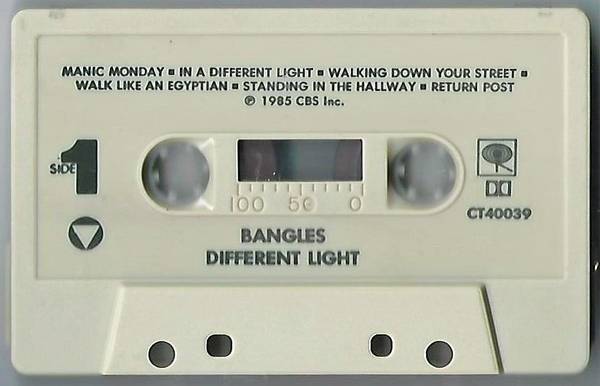 MANIC MONDAY ▪ IN A DIFFERENT LIGHT ▪ WALKING DOWN YOUR STREET ▪
WALK LIKE AN EGYPTIAN ▪ STANDING IN THE HALLWAY ▪ RETURN POST
℗ 1985 CBS Inc.
SIDE 1
100 50 0
CT40039
BANGLES
DIFFERENT LIGHT